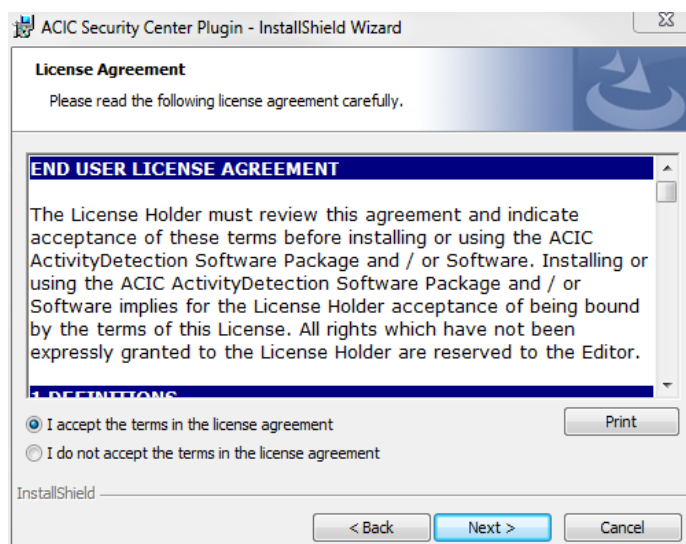 ACIC Security Center Plugin - InstallShield Wizard
License Agreement
Please read the following license agreement carefully.
END USER LICENSE AGREEMENT
The License Holder must review this agreement and indicate
acceptance of these terms before installing or using the ACIC
ActivityDetection Software Package and / or Software. Installing or
using the ACIC ActivityDetection Software Package and / or
Software implies for the License Holder acceptance of being bound
by the terms of this License. All rights which have not been
expressly granted to the License Holder are reserved to the Editor.
1 DEFINITIONS
I accept the terms in the license agreement
Print
I do not accept the terms in the license agreement
InstallShield
< Back
Next >
Cancel